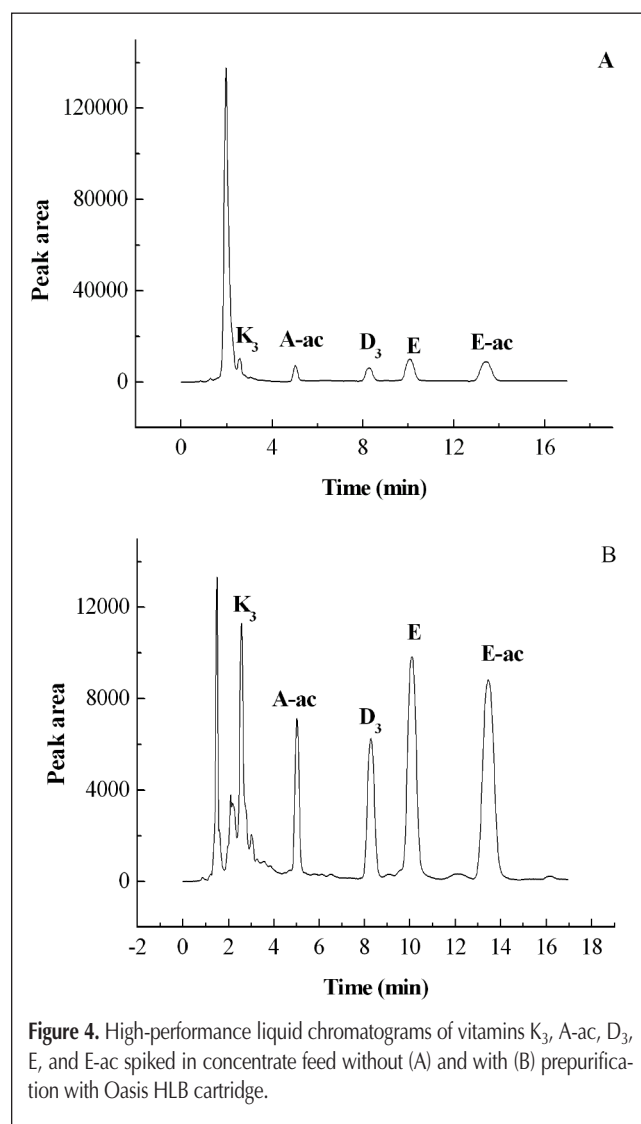 A
120000
80000
40000
0
Peak area
K₃
A-ac
D₃
E
E-ac
0 4 8 12 16
Time (min)
B
12000
8000
4000
0
Peak area
K₃
A-ac
D₃
E
E-ac
-2 0 2 4 6 8 10 12 14 16 18
Time (min)
Figure 4. High-performance liquid chromatograms of vitamins K₃, A-ac, D₃,
E, and E-ac spiked in concentrate feed without (A) and with (B) prepurifica-
tion with Oasis HLB cartridge.